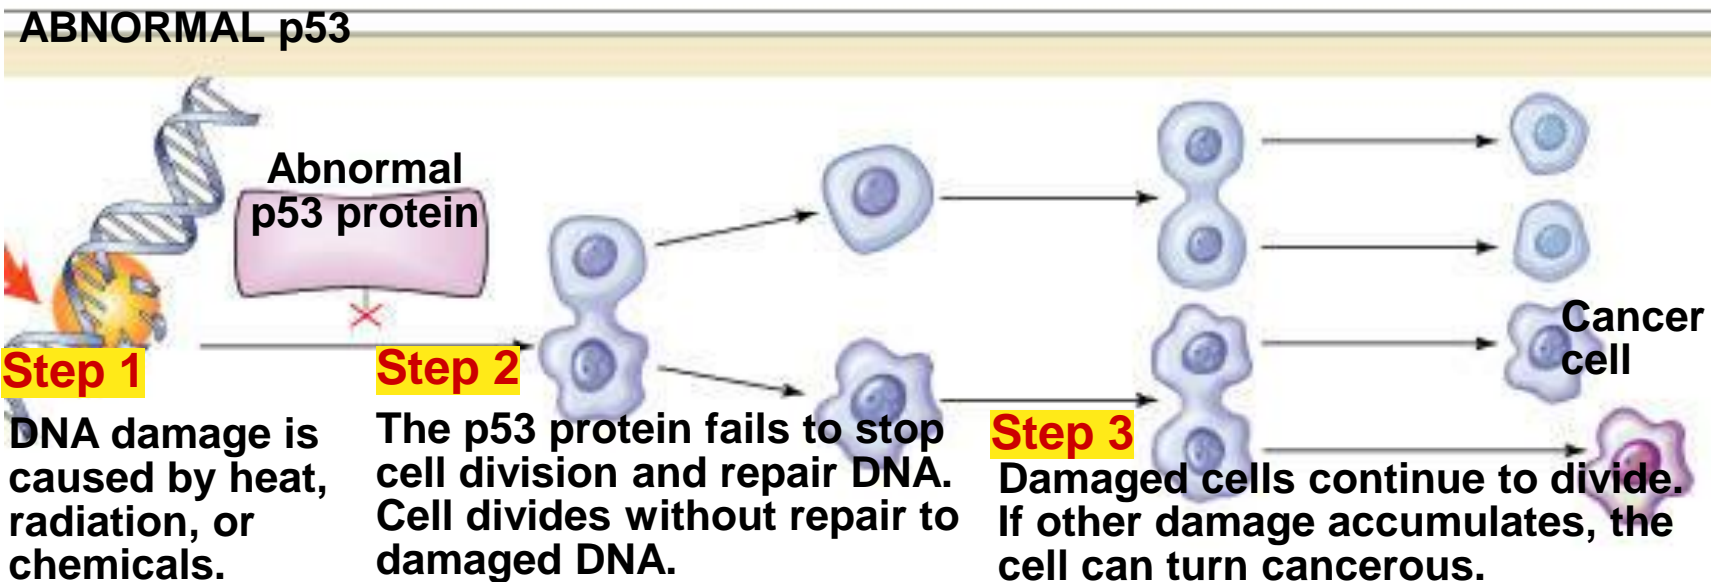 ABNORMAL p53
Abnormal
p53 protein
Cancer
cell
Step 1
DNA damage is
caused by heat,
radiation, or
chemicals.
Step 2
The p53 protein fails to stop
cell division and repair DNA.
Cell divides without repair to
damaged DNA.
Step 3
Damaged cells continue to divide.
If other damage accumulates, the
cell can turn cancerous.